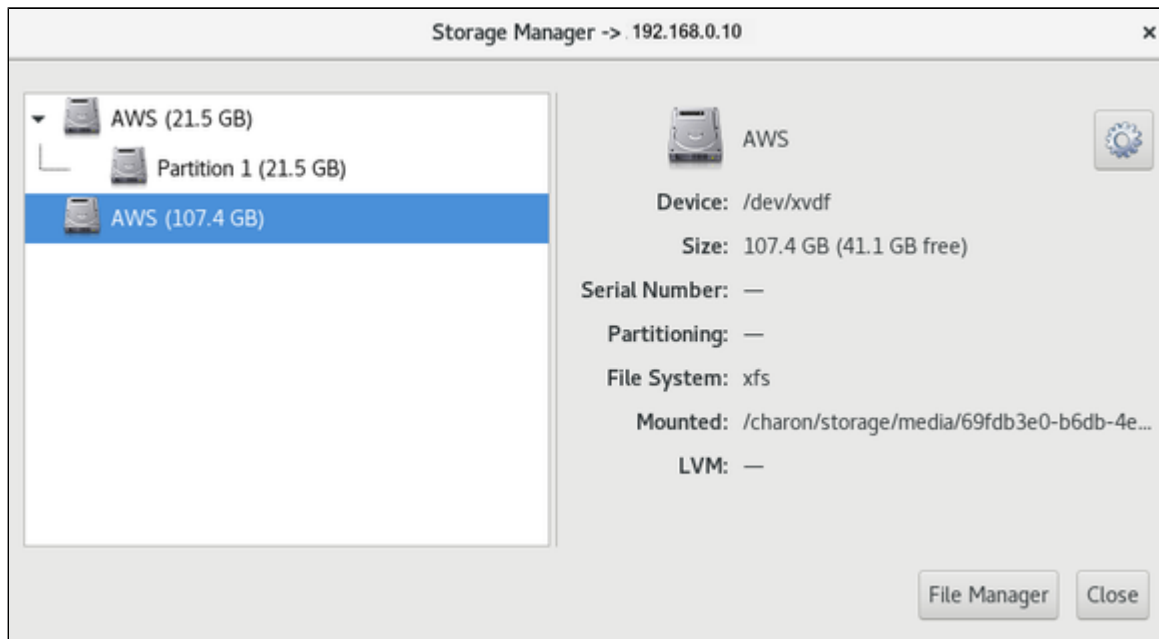 Storage Manager -> 192.168.0.10 ×
AWS (21.5 GB)
Partition 1 (21.5 GB)
AWS (107.4 GB)
AWS
Device: /dev/xvdf
Size: 107.4 GB (41.1 GB free)
Serial Number: —
Partitioning: —
File System: xfs
Mounted: /charon/storage/media/69fdb3e0-b6db-4e...
LVM: —
File Manager
Close